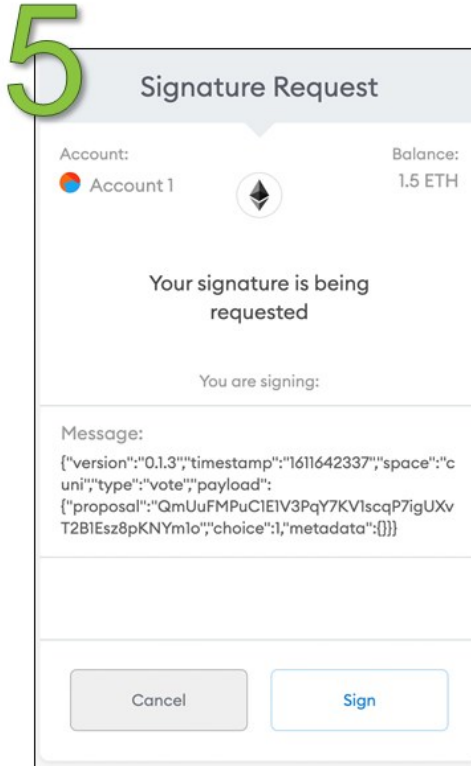 5
Signature Request
Account:
Balance:
Account 1
1.5 ETH
Your signature is being
requested
You are signing:
Message:
{"version":"0.1.3","timestamp":"1611642337","space":"c
uni","type":"vote","payload":
{"proposal":"QmUuFMPuC1E1V3PqY7KV1scqP7igUXv
T2B1Esz8pKNYm1o","choice":1,"metadata":{}}}
Cancel
Sign